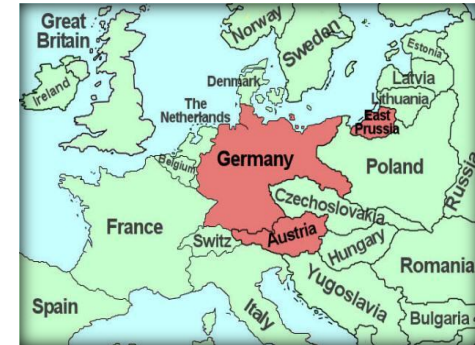 Great
Britain
Ireland
Norway
Sweden
Estonia
Latvia
Lithuania
Denmark
The
Netherlands
East
Prussia
Russia
Germany
Belgium
Poland
Czechoslovakia
France
Switz
Austria
Hungary
Romania
Yugoslavia
Spain
Italy
Bulgaria